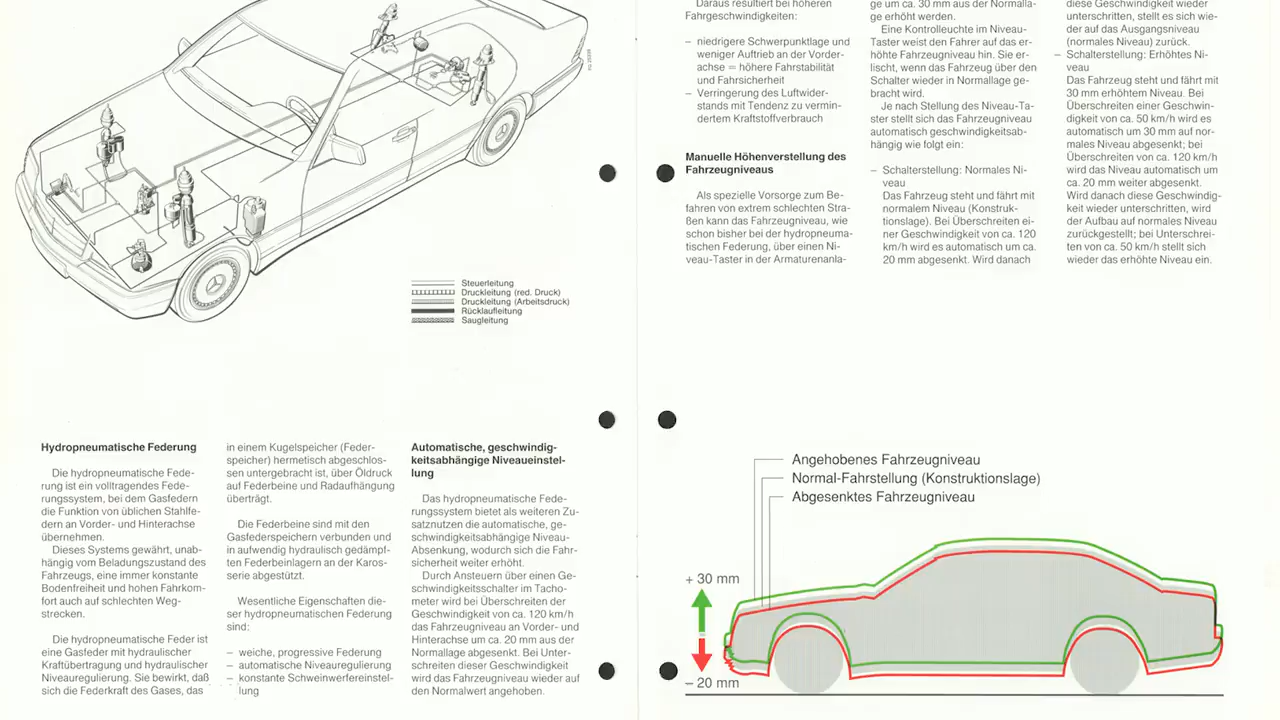 Steuerleitung
Druckleitung (red. Druck)
Druckleitung (Arbeitsdruck)
Rücklaufleitung
Saugleitung
Hydropneumatische Federung
Die hydropneumatische Fede-
rung ist ein volltragendes Fede-
rungssystem, bei dem Gasfedern
die Funktion von üblichen Stahlfe-
dern an Vorder- und Hinterachse
übernehmen.
Dieses Systems gewährt, unab-
hängig vom Beladungszustand des
Fahrzeugs, eine immer konstante
Bodenfreiheit und hohen Fahrkom-
fort auch auf schlechten Weg-
strecken.
Die hydropneumatische Feder ist
eine Gasfeder mit hydraulischer
Kraftübertragung und hydraulischer
Niveauregulierung. Sie bewirkt, daß
sich die Federkraft des Gases, das
in einem Kugelspeicher (Feder-
speicher) hermetisch abgeschlos-
sen untergebracht ist, über Öldruck
auf Federbeine und Radaufhängung
überträgt.
Die Federbeine sind mit den
Gasfederspeichern verbunden und
in aufwendig hydraulisch gedämpf-
ten Federbeinlagern an der Karos-
serie abgestützt.
Wesentliche Eigenschaften die-
ser hydropneumatischen Federung
sind:
– weiche, progressive Federung
– automatische Niveauregulierung
– konstante Schweinwerfereinstel-
lung
Automatische, geschwindig-
keitsabhängige Niveaueinstel-
lung
Das hydropneumatische Fede-
rungssystem bietet als weiteren Zu-
satznutzen die automatische, ge-
schwindigkeitsabhängige Niveau-
Absenkung, wodurch sich die Fahr-
sicherheit weiter erhöht.
Durch Ansteuern über einen Ge-
schwindigkeitsschalter im Tacho-
meter wird bei Überschreiten der
Geschwindigkeit von ca. 120 km/h
das Fahrzeugniveau an Vorder- und
Hinterachse um ca. 20 mm aus der
Normallage abgesenkt. Bei Unter-
schreiten dieser Geschwindigkeit
wird das Fahrzeugniveau wieder auf
den Normalwert angehoben.
Daraus resultiert bei höheren
Fahrgeschwindigkeiten:
– niedrigere Schwerpunktlage und
weniger Auftrieb an der Vorder-
achse = höhere Fahrstabilität
und Fahrsicherheit
– Verringerung des Luftwider-
stands mit Tendenz zu vermin-
dertem Kraftstoffverbrauch
Manuelle Höhenverstellung des
Fahrzeugniveaus
Als spezielle Vorsorge zum Be-
fahren von extrem schlechten Stra-
ßen kann das Fahrzeugniveau, wie
schon bisher bei der hydropneuma-
tischen Federung, über einen Ni-
veau-Taster in der Armaturenanla-
ge um ca. 30 mm aus der Normalla-
ge erhöht werden.
Eine Kontrolleuchte im Niveau-
Taster weist den Fahrer auf das er-
höhte Fahrzeugniveau hin. Sie er-
lischt, wenn das Fahrzeug über den
Schalter wieder in Normallage ge-
bracht wird.
Je nach Stellung des Niveau-Ta-
ster stellt sich das Fahrzeugniveau
automatisch geschwindigkeitsab-
hängig wie folgt ein:
– Schalterstellung: Normales Ni-
veau
Das Fahrzeug steht und fährt mit
normalem Niveau (Konstruk-
tionslage). Bei Überschreiten ei-
ner Geschwindigkeit von ca. 120
km/h wird es automatisch um ca.
20 mm abgesenkt. Wird danach
diese Geschwindigkeit wieder
unterschritten, stellt es sich wie-
der auf das Ausgangsniveau
(normales Niveau) zurück.
– Schalterstellung: Erhöhtes Ni-
veau
Das Fahrzeug steht und fährt mit
30 mm erhöhtem Niveau. Bei
Überschreiten einer Geschwin-
digkeit von ca. 50 km/h wird es
automatisch um 30 mm auf nor-
males Niveau abgesenkt; bei
Überschreiten von ca. 120 km/h
wird das Niveau automatisch um
ca. 20 mm weiter abgesenkt.
Wird danach diese Geschwindig-
keit wieder unterschritten, wird
der Aufbau auf normales Niveau
zurückgestellt; bei Unterschrei-
ten von ca. 50 km/h stellt sich
wieder das erhöhte Niveau ein.
Angehobenes Fahrzeugniveau
Normal-Fahrstellung (Konstruktionslage)
Abgesenktes Fahrzeugniveau
+ 30 mm
– 20 mm